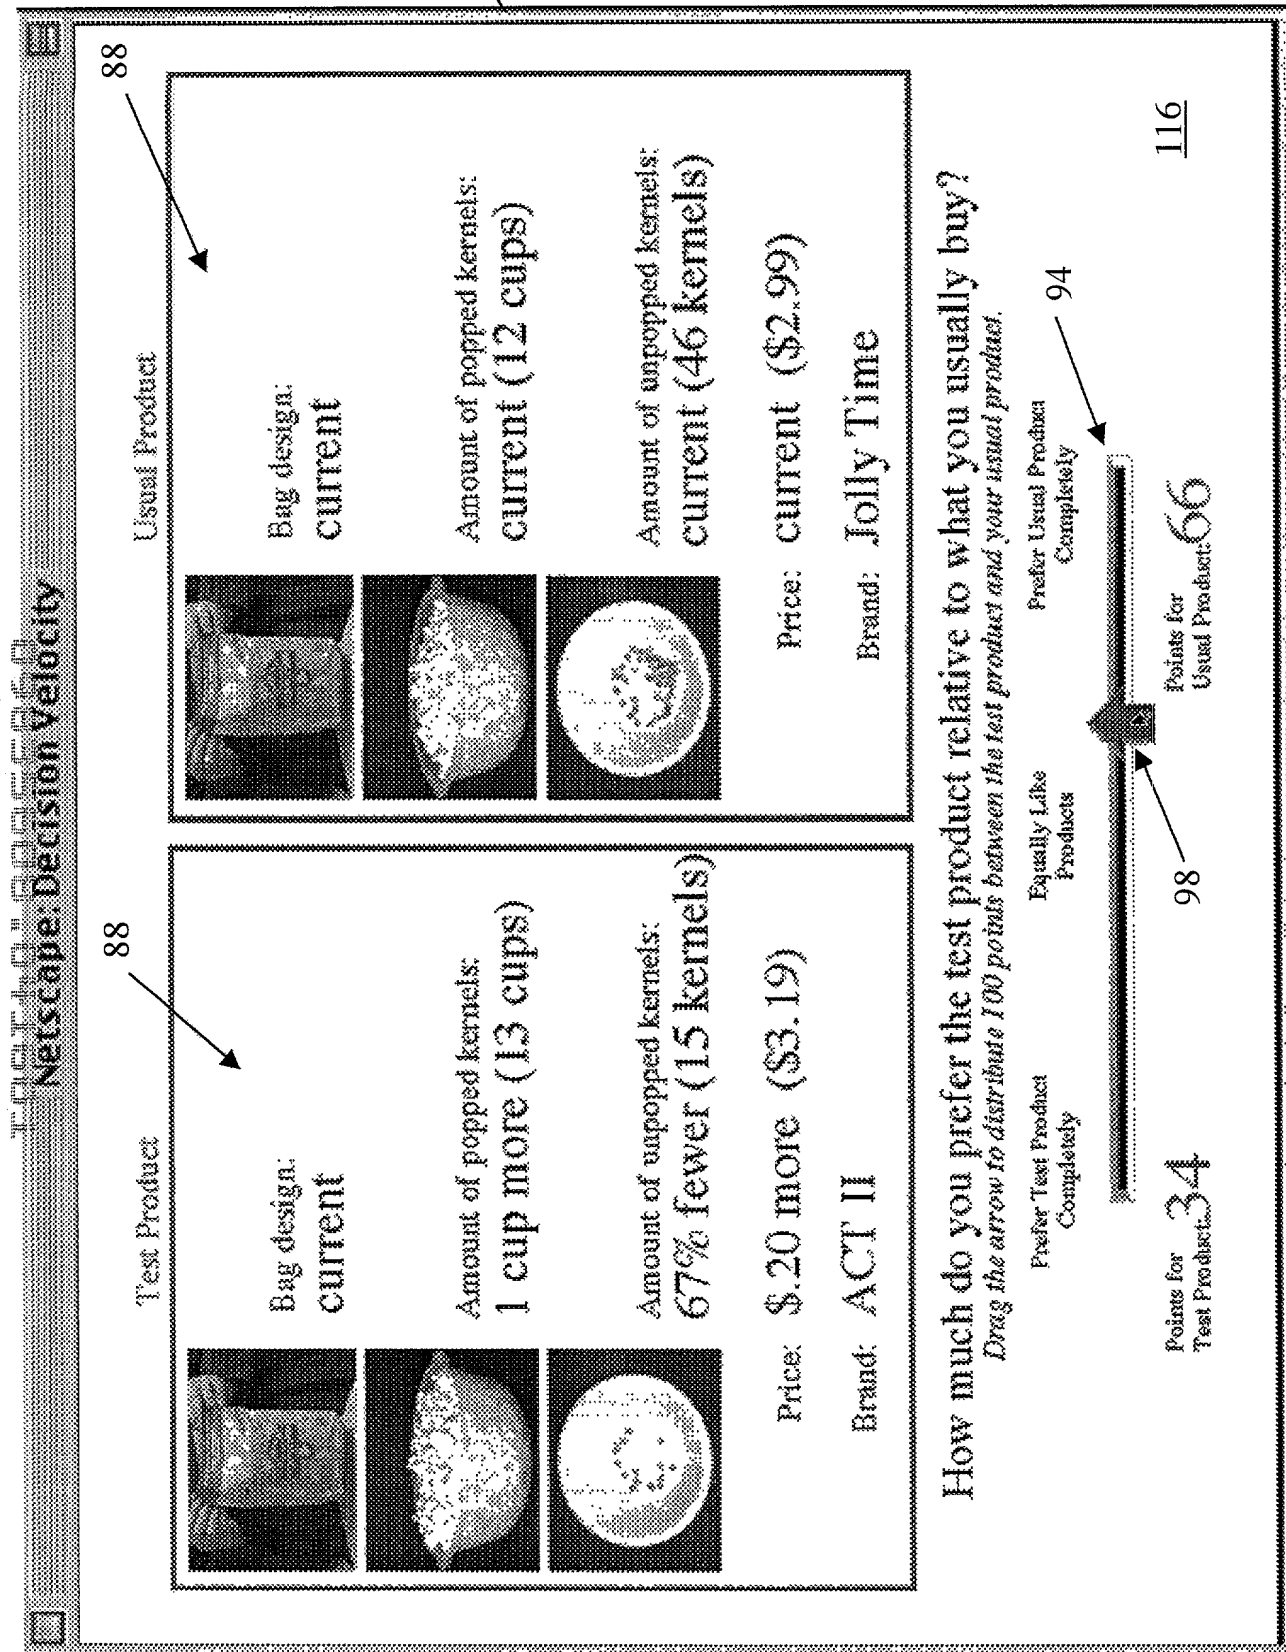 Netscape: Decision Velocity
88
88
Test Product
Usual Product
Bag design:
current
Amount of popped kernels:
1 cup more (13 cups)
Amount of unpopped kernels:
67% fewer (15 kernels)
Price: $.20 more ($3.19)
Brand: ACT II
Bag design:
current
Amount of popped kernels:
current (12 cups)
Amount of unpopped kernels:
current (46 kernels)
Price: current ($2.99)
Brand: Jolly Time
How much do you prefer the test product relative to what you usually buy?
Drag the arrow to distribute 100 points between the test product and your usual product.
Prefer Test Product
Completely
Equally Like
Products
Prefer Usual Product
Completely
94
98
Points for
Test Product: 34
Points for
Usual Product: 66
116